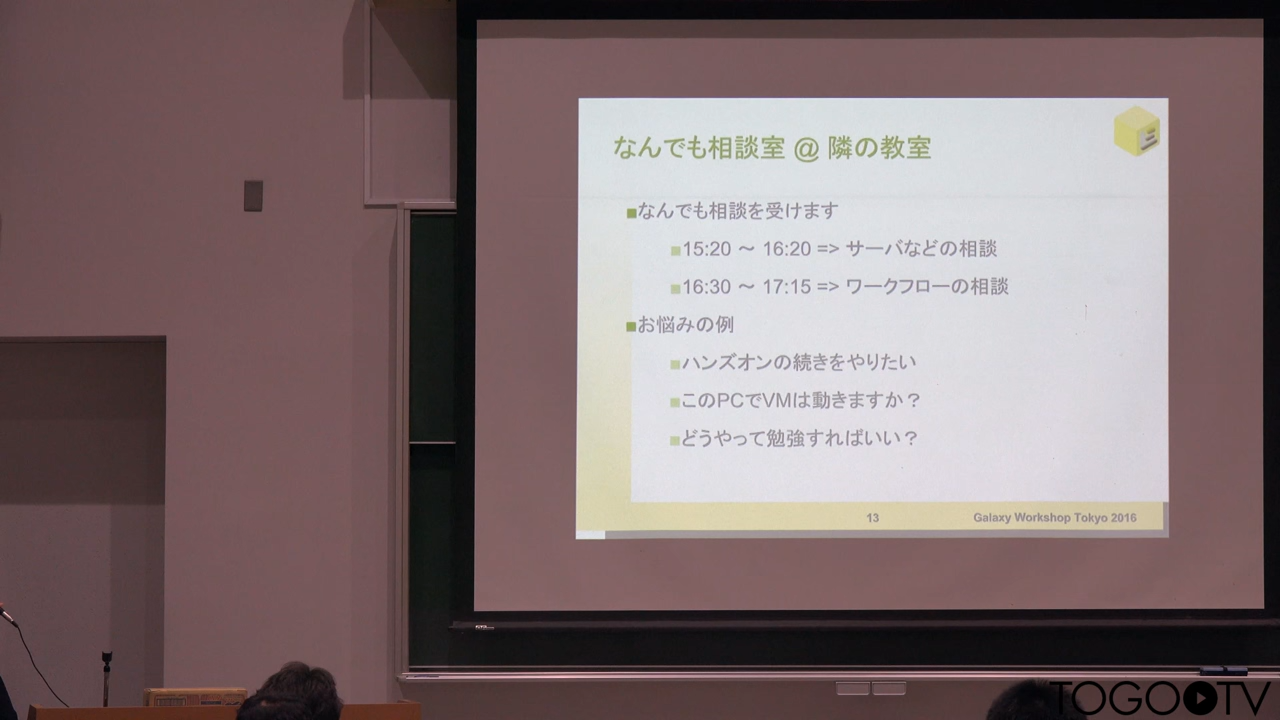 なんでも相談室 @ 隣の教室
なんでも相談を受けます
15:20 ～ 16:20 => サーバなどの相談
16:30 ～ 17:15 => ワークフローの相談
お悩みの例
ハンズオンの続きをやりたい
このPCでVMは動きますか？
どうやって勉強すればいい？
13
Galaxy Workshop Tokyo 2016
TOGOTV